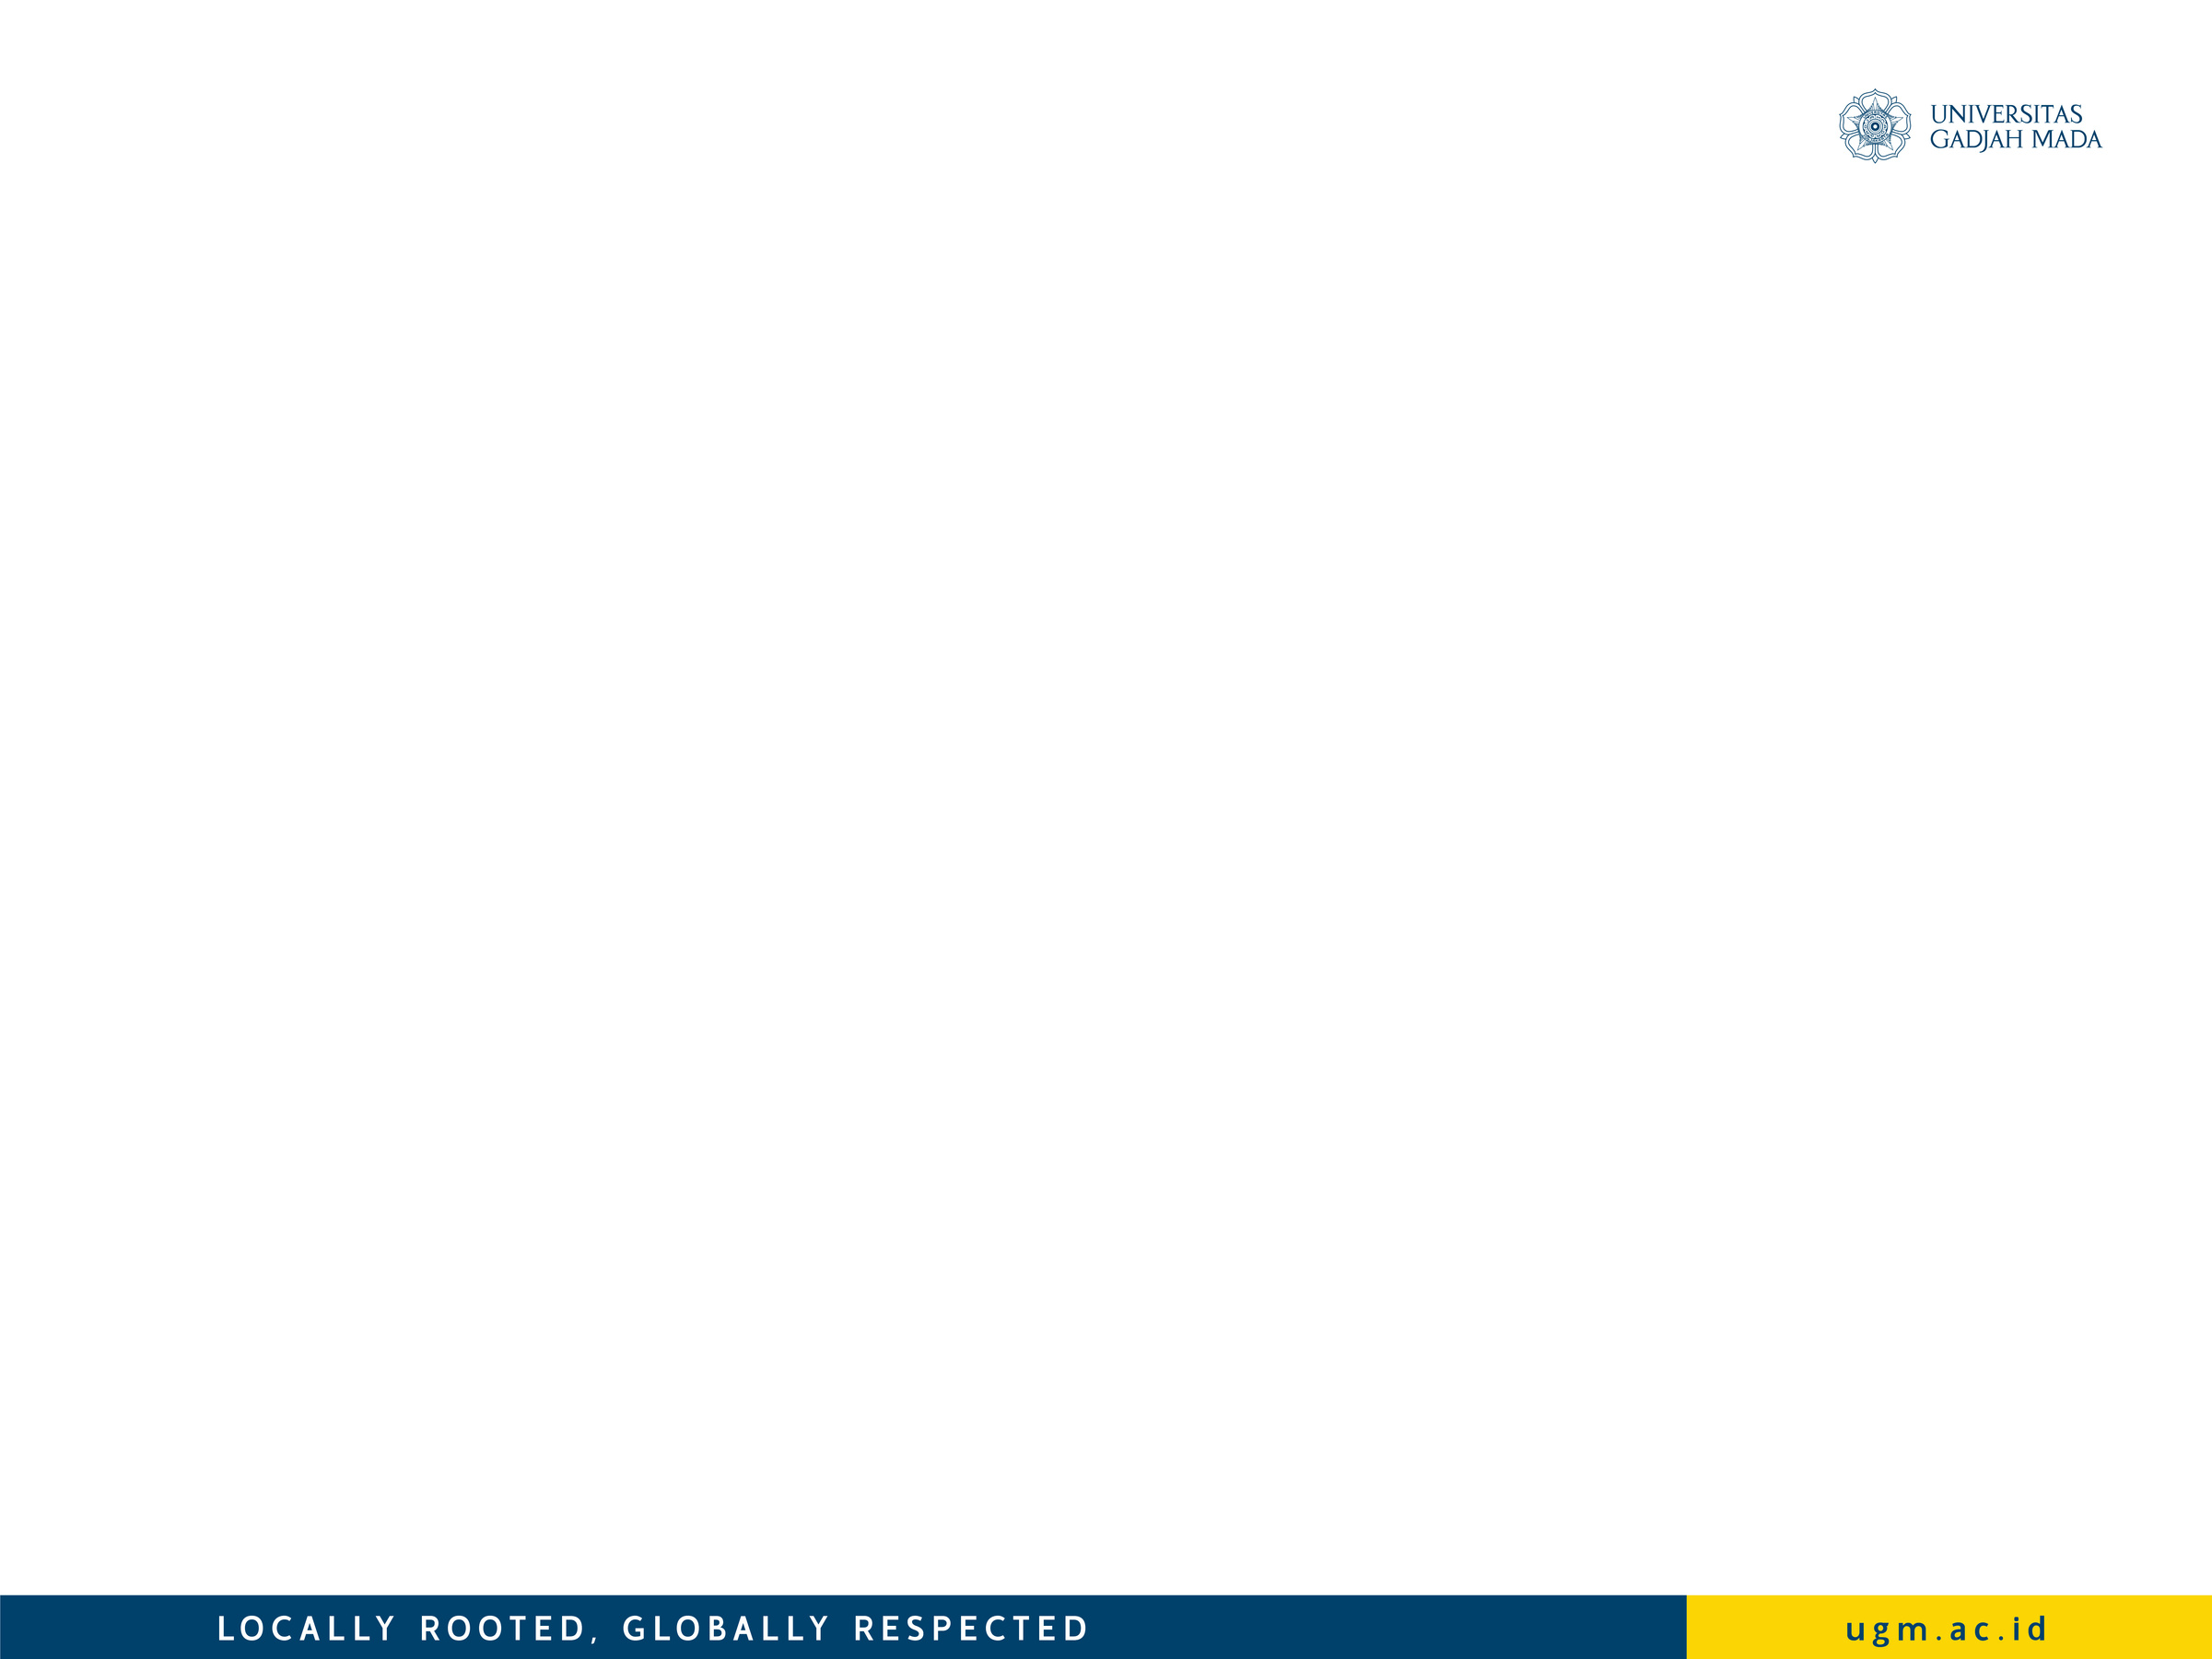 UNIVERSITAS
GADJAH MADA
LOCALLY ROOTED, GLOBALLY RESPECTED
ugm.ac.id